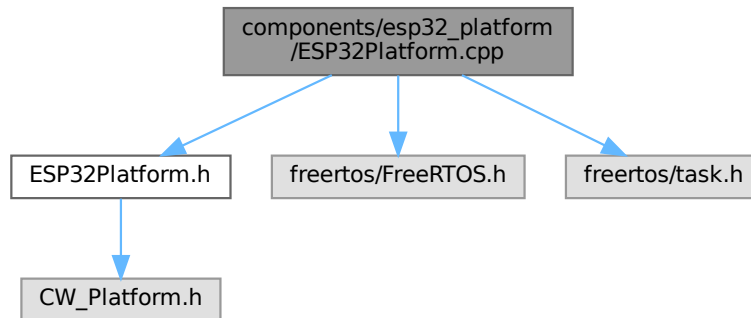 components/esp32_platform
/ESP32Platform.cpp
ESP32Platform.h
freertos/FreeRTOS.h
freertos/task.h
CW_Platform.h